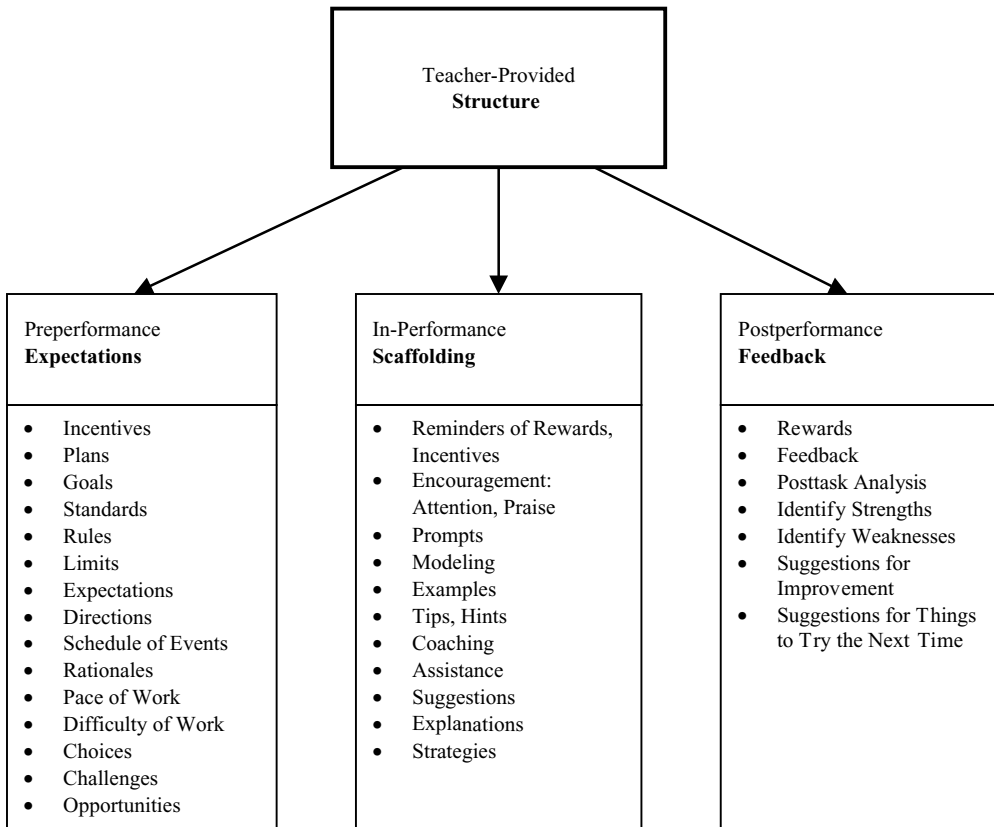 Teacher-Provided
Structure
Preperformance
Expectations
• Incentives
• Plans
• Goals
• Standards
• Rules
• Limits
• Expectations
• Directions
• Schedule of Events
• Rationales
• Pace of Work
• Difficulty of Work
• Choices
• Challenges
• Opportunities
In-Performance
Scaffolding
• Reminders of Rewards,
Incentives
• Encouragement:
Attention, Praise
• Prompts
• Modeling
• Examples
• Tips, Hints
• Coaching
• Assistance
• Suggestions
• Explanations
• Strategies
Postperformance
Feedback
• Rewards
• Feedback
• Posttask Analysis
• Identify Strengths
• Identify Weaknesses
• Suggestions for
Improvement
• Suggestions for Things
to Try the Next Time